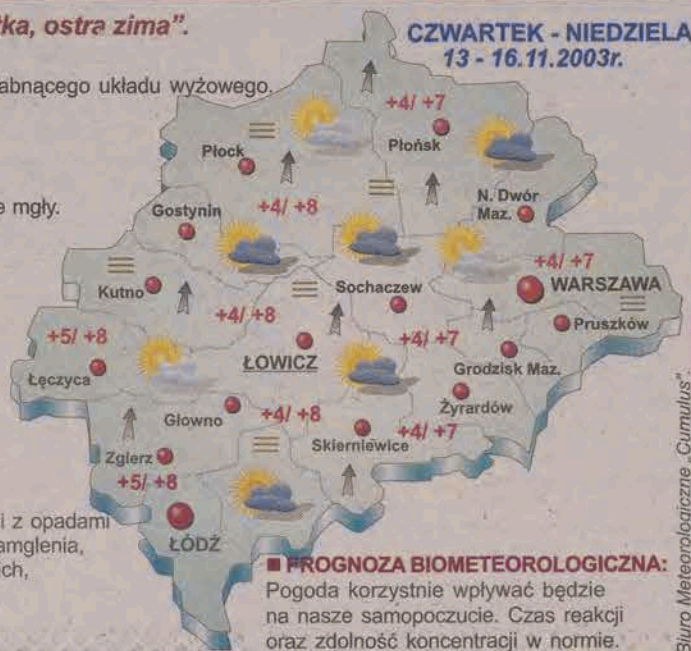 tka, ostra zima”.
CZWARTEK - NIEDZIELA
13 - 16.11.2003r.
abnącego układu wyżowego.
+4/ +7
Płońsk
Płock
e mgły.
N. Dwór
Maz.
Gostynin
+4/ +8
+4/ +7
WARSZAWA
Kutno
Sochaczew
Pruszków
+4/ +8
+5/ +8
+4/ +7
ŁOWICZ
Grodzisk Maz.
Łęczyca
Żyrardów
Głowno
+4/ +8
+4/ +7
Skierniewice
Zgierz
+5/ +8
ŁÓDŹ
i z opadami
amglenia,
ich,
■ PROGNOZA BIOMETEOROLOGICZNA:
Pogoda korzystnie wpływać będzie
na nasze samopoczucie. Czas reakcji
oraz zdolność koncentracji w normie.
Biuro Meteorologiczne „Cumulus”.